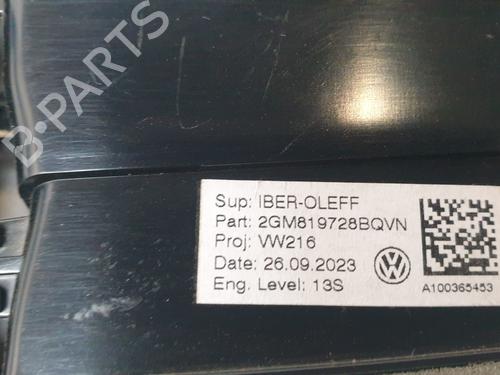 B-PARTS
Sup: IBER-OLEFF
Part: 2GM819728BQVN
Proj: VW216
Date: 26.09.2023
Eng. Level: 13S
A100365453